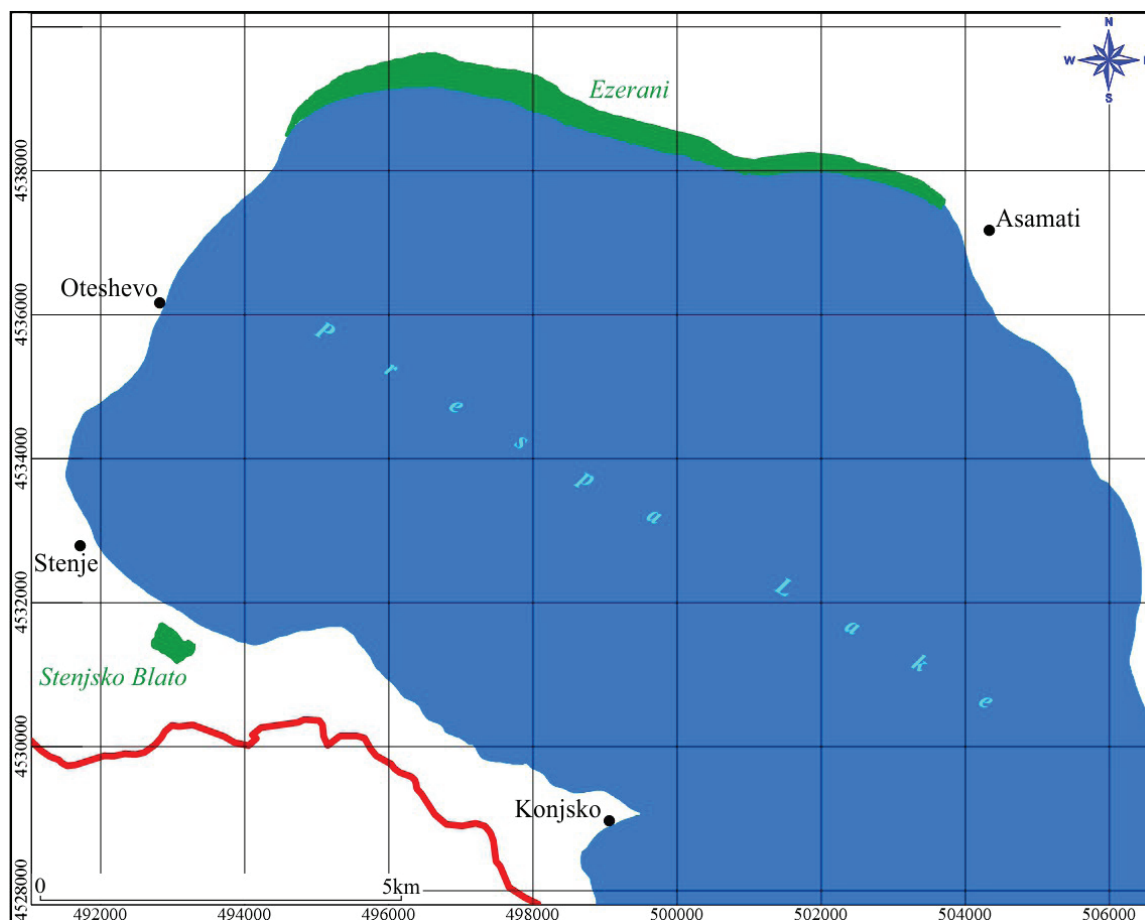 N
W
S
Ezerani
4538000
Asamati
Oteshevo
4536000
Prespa Lake
4534000
Stenje
4532000
Stenjsko Blato
4530000
Konjsko
4528000
0 5km
492000 494000 496000 498000 500000 502000 504000 506000